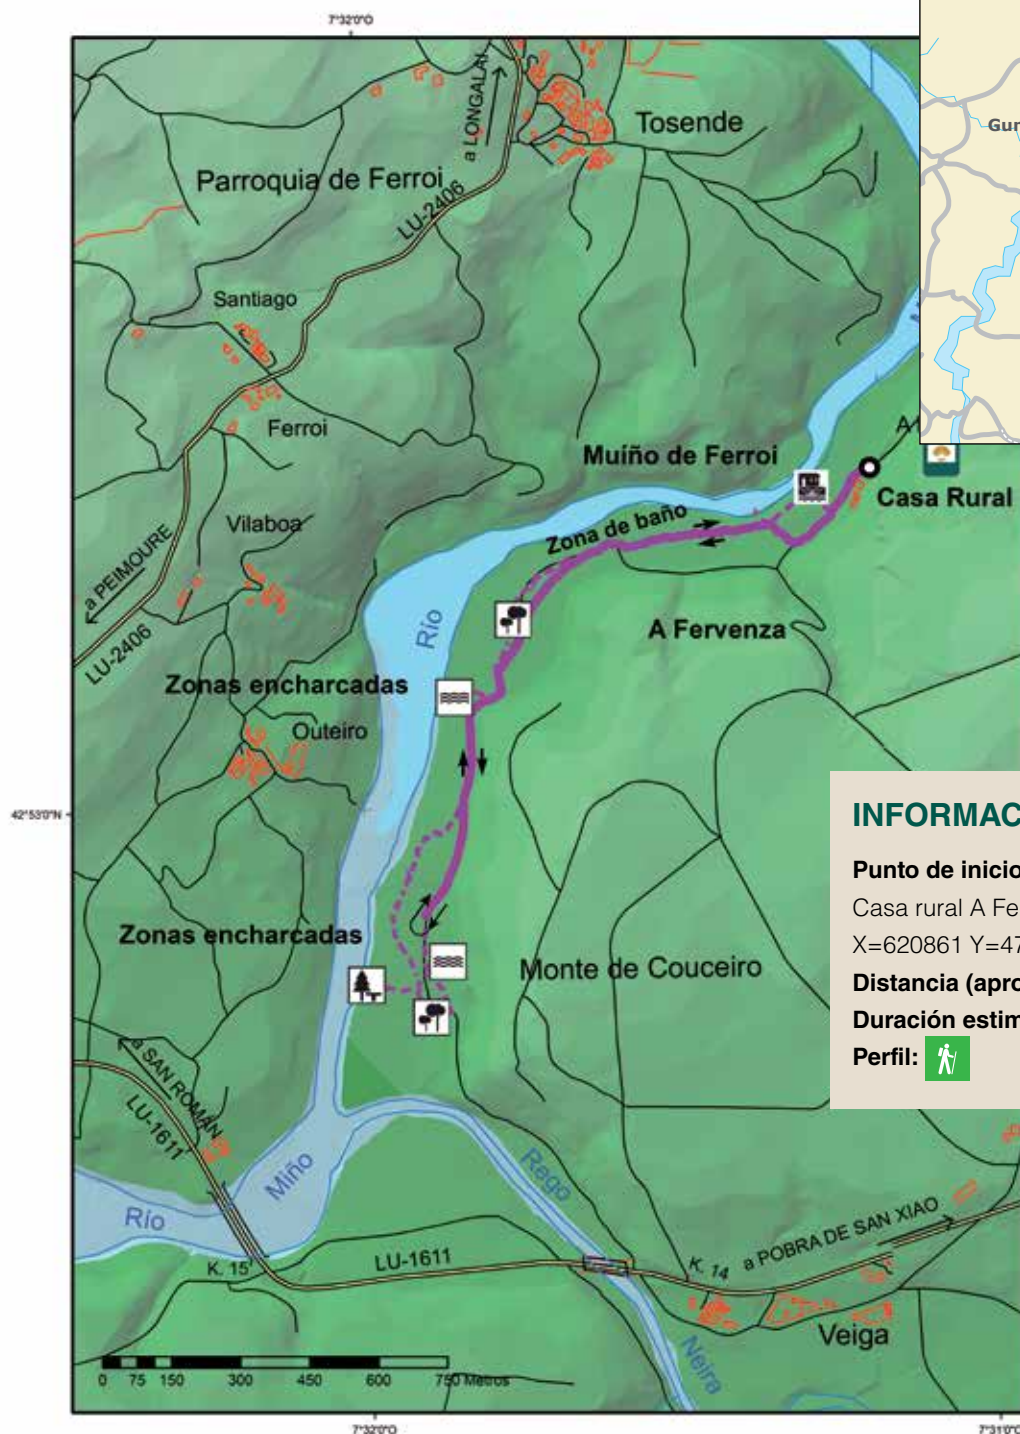 7°32'0"O
a LONGALAI
Tosende
Parroquia de Ferroi
LU-2406
Gun
Santiago
Ferroi
Muíño de Ferroi
Casa Rural
Vilaboa
Zona de baño
a PEIMOURE
LU-2406
Río
A Fervenza
Zonas encharcadas
Outeiro
42°53'0"N
INFORMAC
Punto de inicio
Casa rural A Fe
X=620861 Y=47
Distancia (apro
Duración estim
Perfil:
Zonas encharcadas
Monte de Couceiro
a SAN ROMÁN
LU-1611
Miño
Río
Rego
K. 15
LU-1611
K. 14
a POBRA DE SAN XIAO
Veiga
Neira
0 75 150 300 450 600 750 Metros
7°32'0"O
7°31'0"O